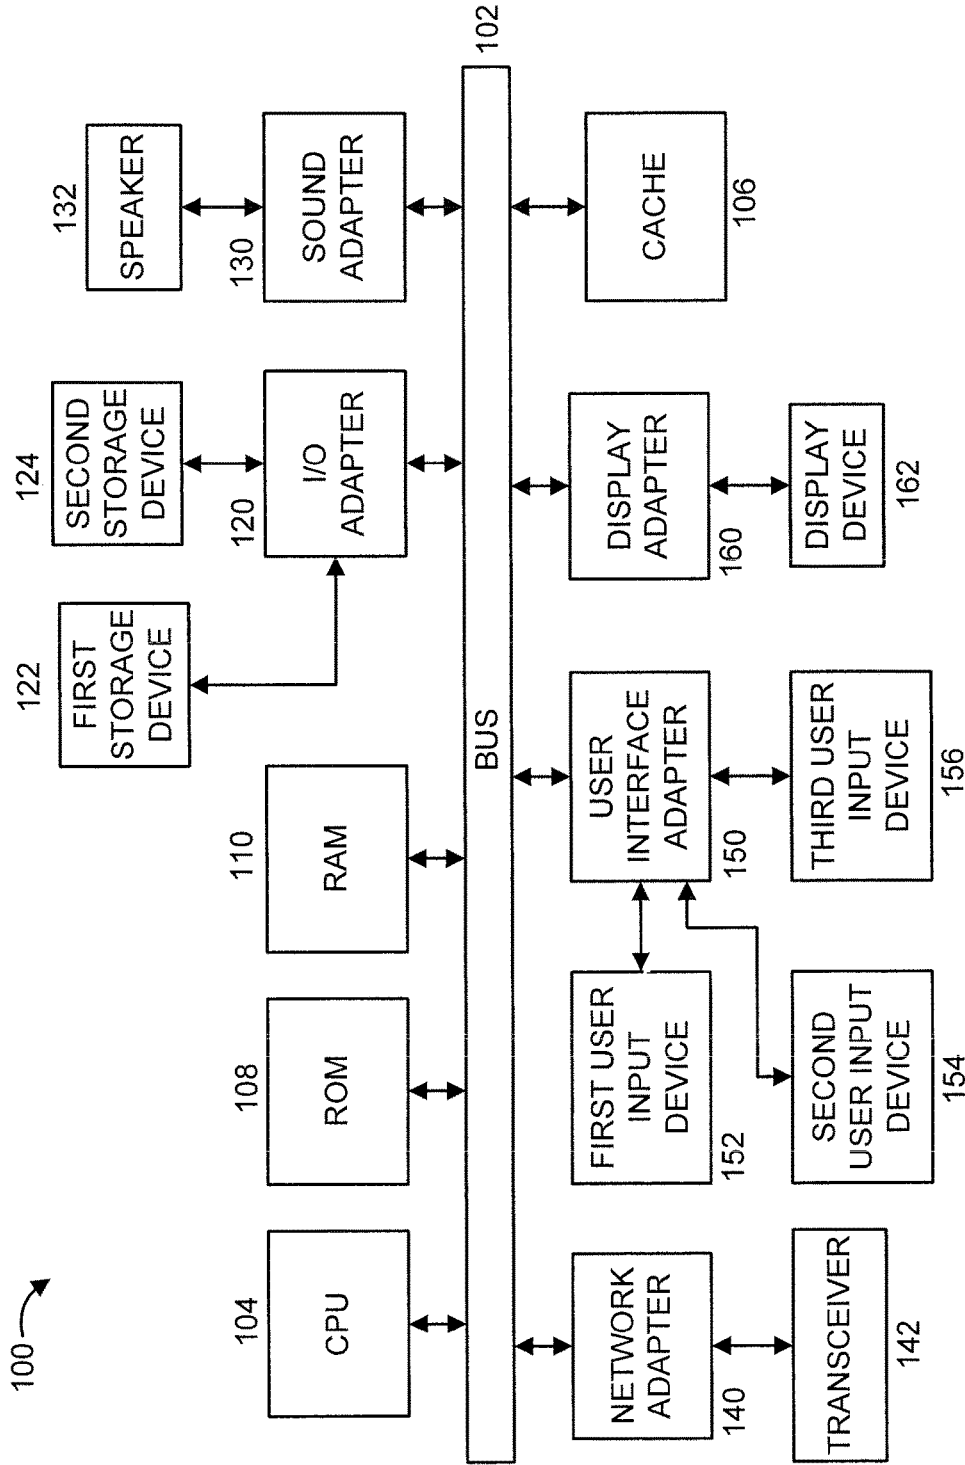 100
104
CPU
108
ROM
110
RAM
122
FIRST
STORAGE
DEVICE
124
SECOND
STORAGE
DEVICE
120
I/O
ADAPTER
132
SPEAKER
130
SOUND
ADAPTER
BUS
102
NETWORK
ADAPTER
140
TRANSCEIVER
142
FIRST USER
INPUT
DEVICE
152
SECOND
USER INPUT
DEVICE
154
USER
INTERFACE
ADAPTER
150
THIRD USER
INPUT
DEVICE
156
DISPLAY
ADAPTER
160
DISPLAY
DEVICE
162
CACHE
106